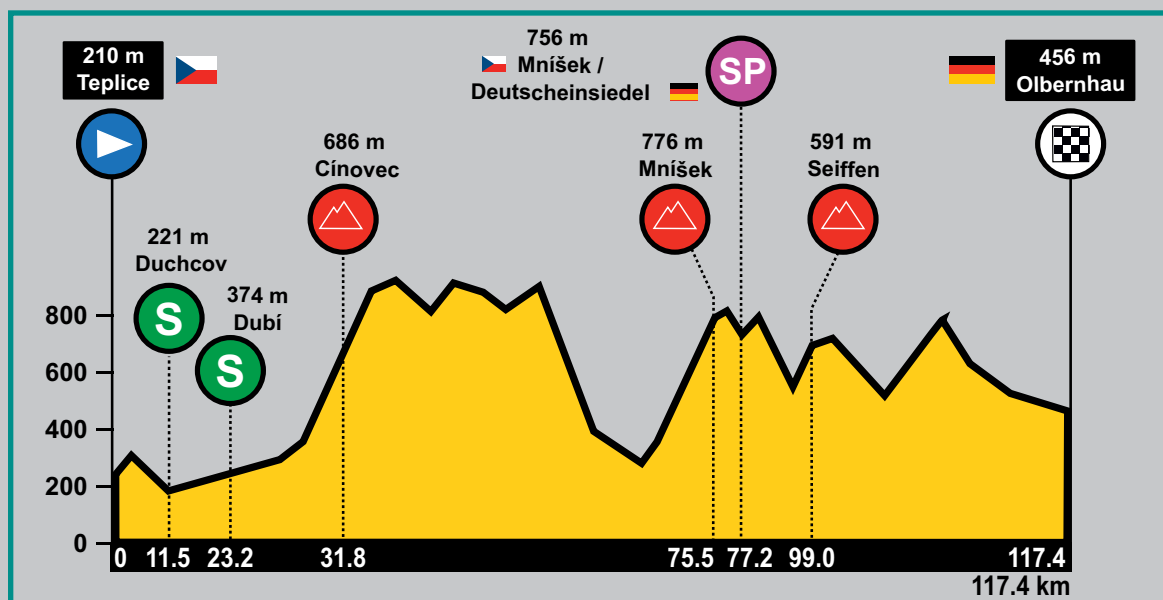 210 m
Teplice
756 m
Mníšek /
Deutscheinsiedel
SP
456 m
Olbernhau
686 m
Cínovec
776 m
Mníšek
591 m
Seiffen
221 m
Duchcov
S
374 m
Dubí
S
800
600
400
200
0
0 11.5 23.2 31.8 75.5 77.2 99.0 117.4
117.4 km